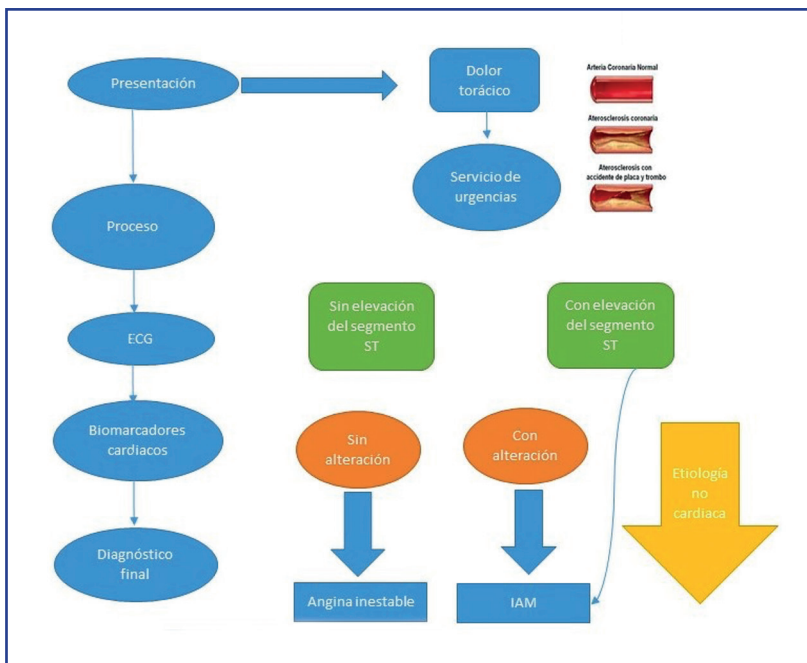 Presentación
Dolor
torácico
Arteria Coronaria Normal
Aterosclerosis coronaria
Aterosclerosis con
accidente de placa y trombo
Servicio de
urgencias
Proceso
Sin elevación
del segmento
ST
Con elevación
del segmento
ST
ECG
Biomarcadores
cardiacos
Sin
alteración
Con
alteración
Etiología
no
cardiaca
Diagnóstico
final
Angina inestable
IAM